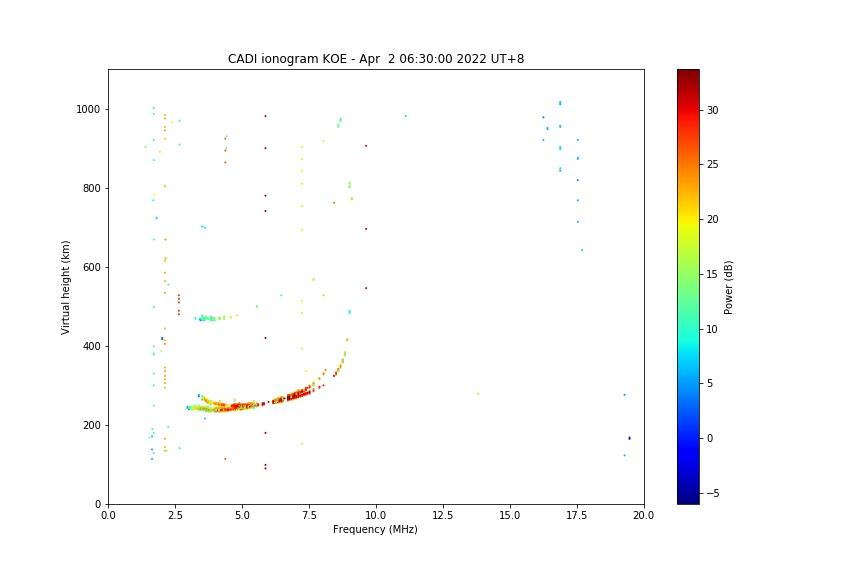 CADI ionogram KOE - Apr  2 06:30:00 2022 UT+8
1000
800
600
400
200
0
Virtual height (km)
0.0 2.5 5.0 7.5 10.0 12.5 15.0 17.5 20.0
Frequency (MHz)
30
25
20
15
10
5
0
−5
Power (dB)